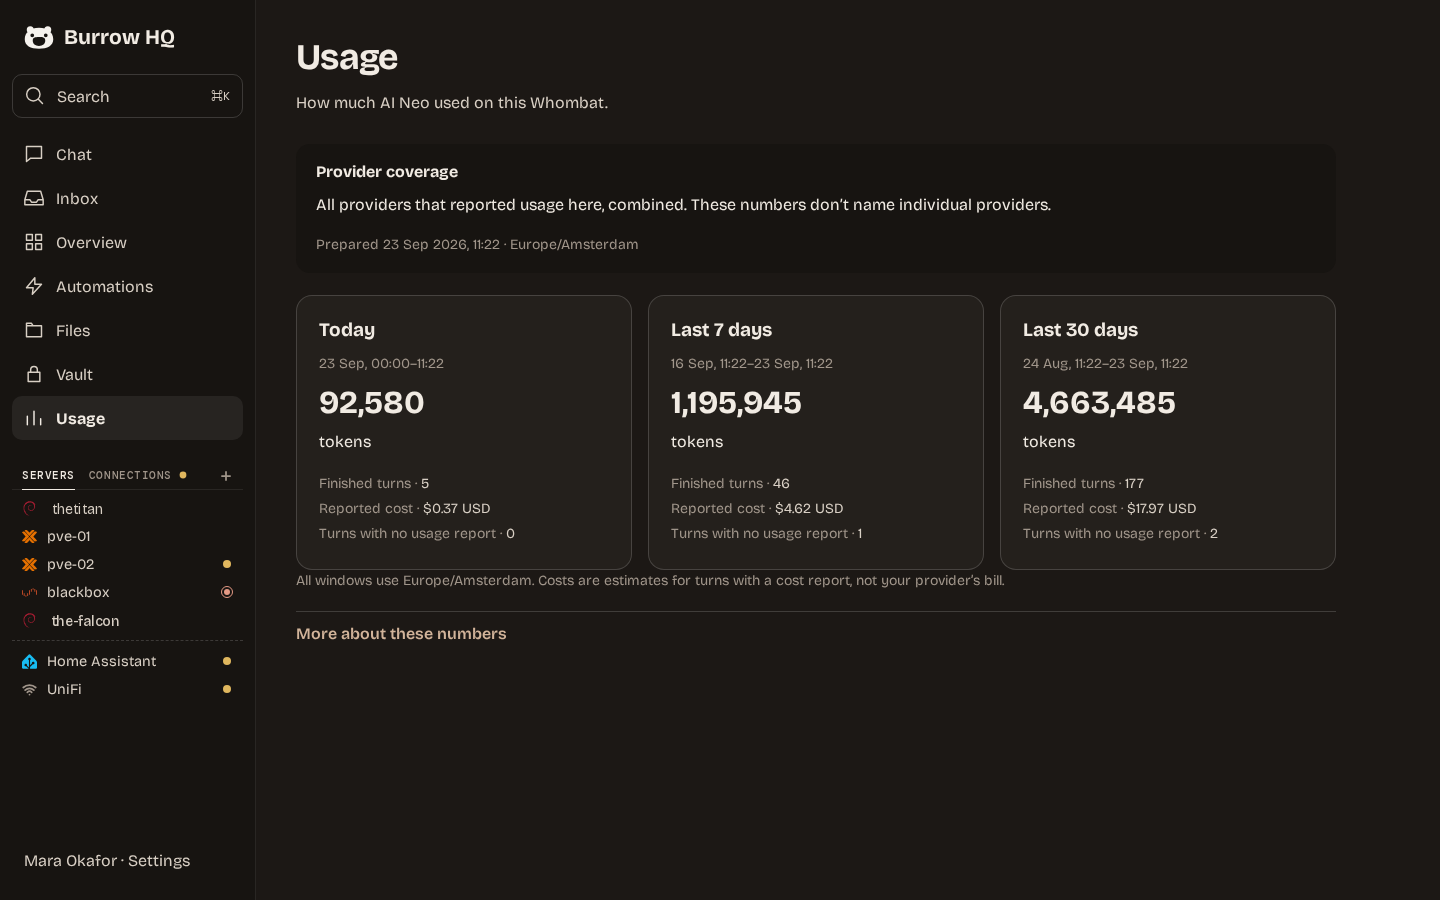 Burrow HQ
Search ⌘K
Chat
Inbox
Overview
Automations
Files
Vault
Usage
SERVERS CONNECTIONS +
thetitan
pve-01
pve-02
blackbox
the-falcon
Home Assistant
UniFi
Mara Okafor · Settings
Usage
How much AI Neo used on this Whombat.
Provider coverage
All providers that reported usage here, combined. These numbers don’t name individual providers.
Prepared 23 Sep 2026, 11:22 · Europe/Amsterdam
Today
23 Sep, 00:00–11:22
92,580
tokens
Finished turns · 5
Reported cost · $0.37 USD
Turns with no usage report · 0
Last 7 days
16 Sep, 11:22–23 Sep, 11:22
1,195,945
tokens
Finished turns · 46
Reported cost · $4.62 USD
Turns with no usage report · 1
Last 30 days
24 Aug, 11:22–23 Sep, 11:22
4,663,485
tokens
Finished turns · 177
Reported cost · $17.97 USD
Turns with no usage report · 2
All windows use Europe/Amsterdam. Costs are estimates for turns with a cost report, not your provider’s bill.
More about these numbers